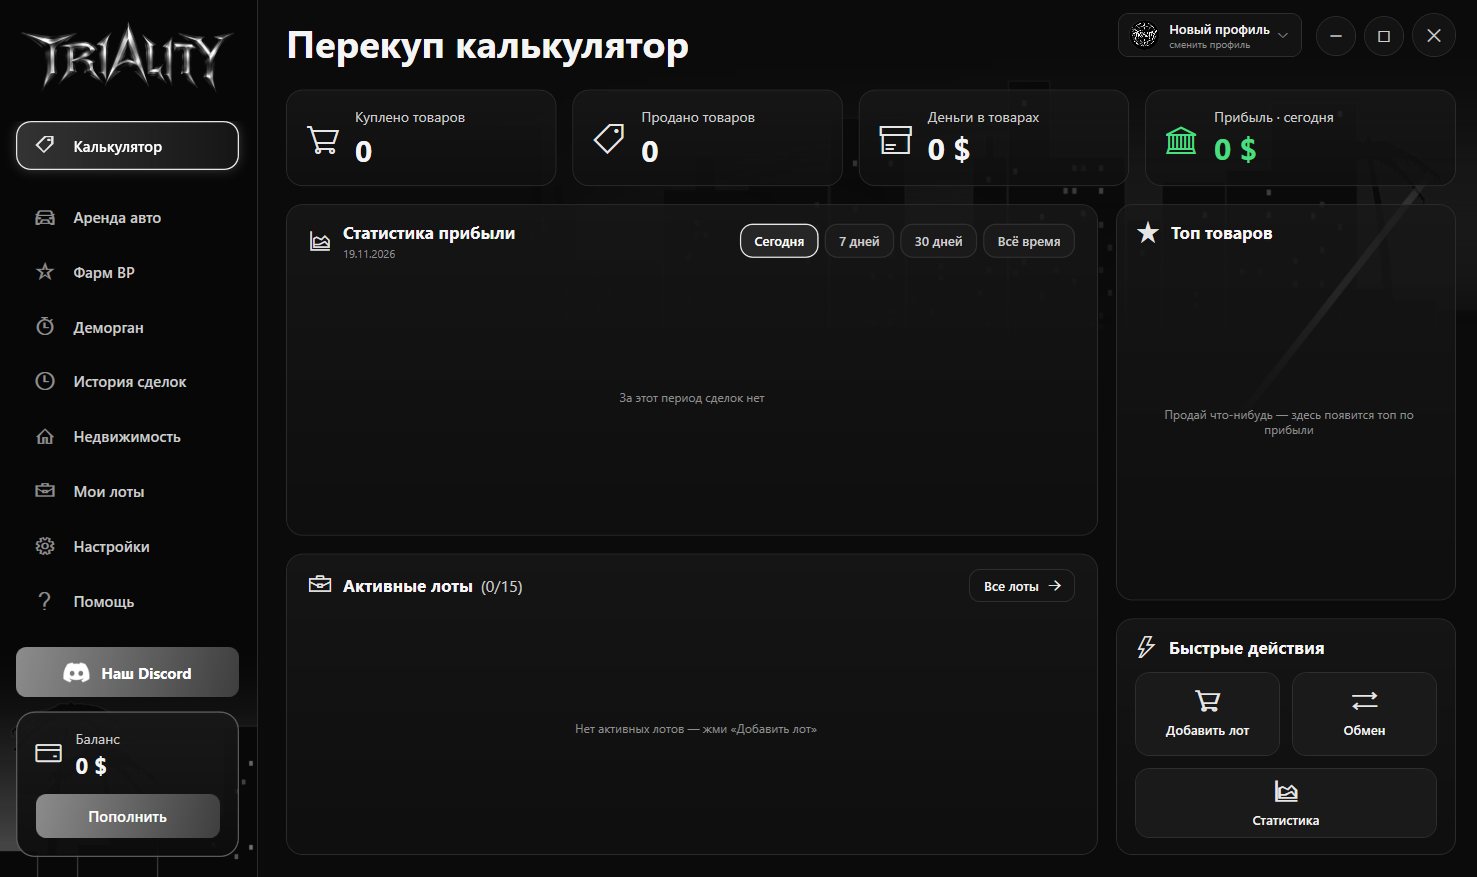 TRIALITY
Калькулятор
Аренда авто
Фарм BP
Деморган
История сделок
Недвижимость
Мои лоты
Настройки
Помощь
Наш Discord
Баланс
0 $
Пополнить
Перекуп калькулятор
Новый профиль
сменить профиль
Куплено товаров
0
Продано товаров
0
Деньги в товарах
0 $
Прибыль · сегодня
0 $
Статистика прибыли
19.11.2026
Сегодня
7 дней
30 дней
Всё время
За этот период сделок нет
Топ товаров
Продай что-нибудь — здесь появится топ по
прибыли
Активные лоты (0/15)
Все лоты →
Нет активных лотов — жми «Добавить лот»
Быстрые действия
Добавить лот
Обмен
Статистика